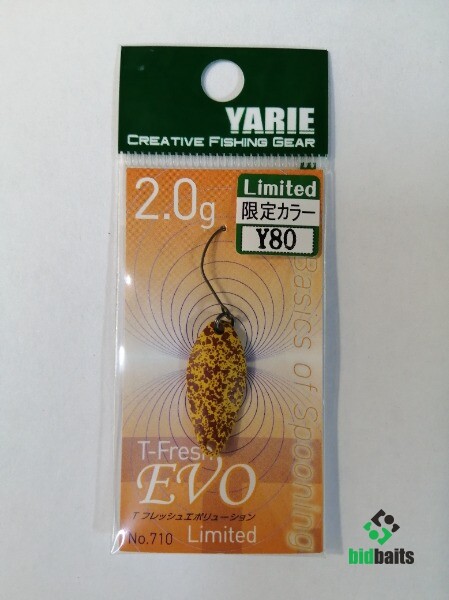 YARIE
CREATIVE FISHING GEAR
2.0g
Limited
限定カラー
Y80
Basics of Spooning
T-Fresh
EVO
T フレッシュエボリューション
No.710
Limited
bidbaits